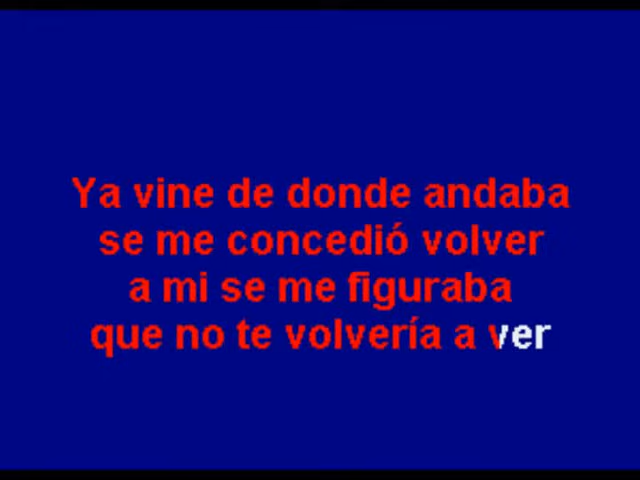 Ya vine de donde andaba
se me concedió volver
a mi se me figuraba
que no te volvería a ver